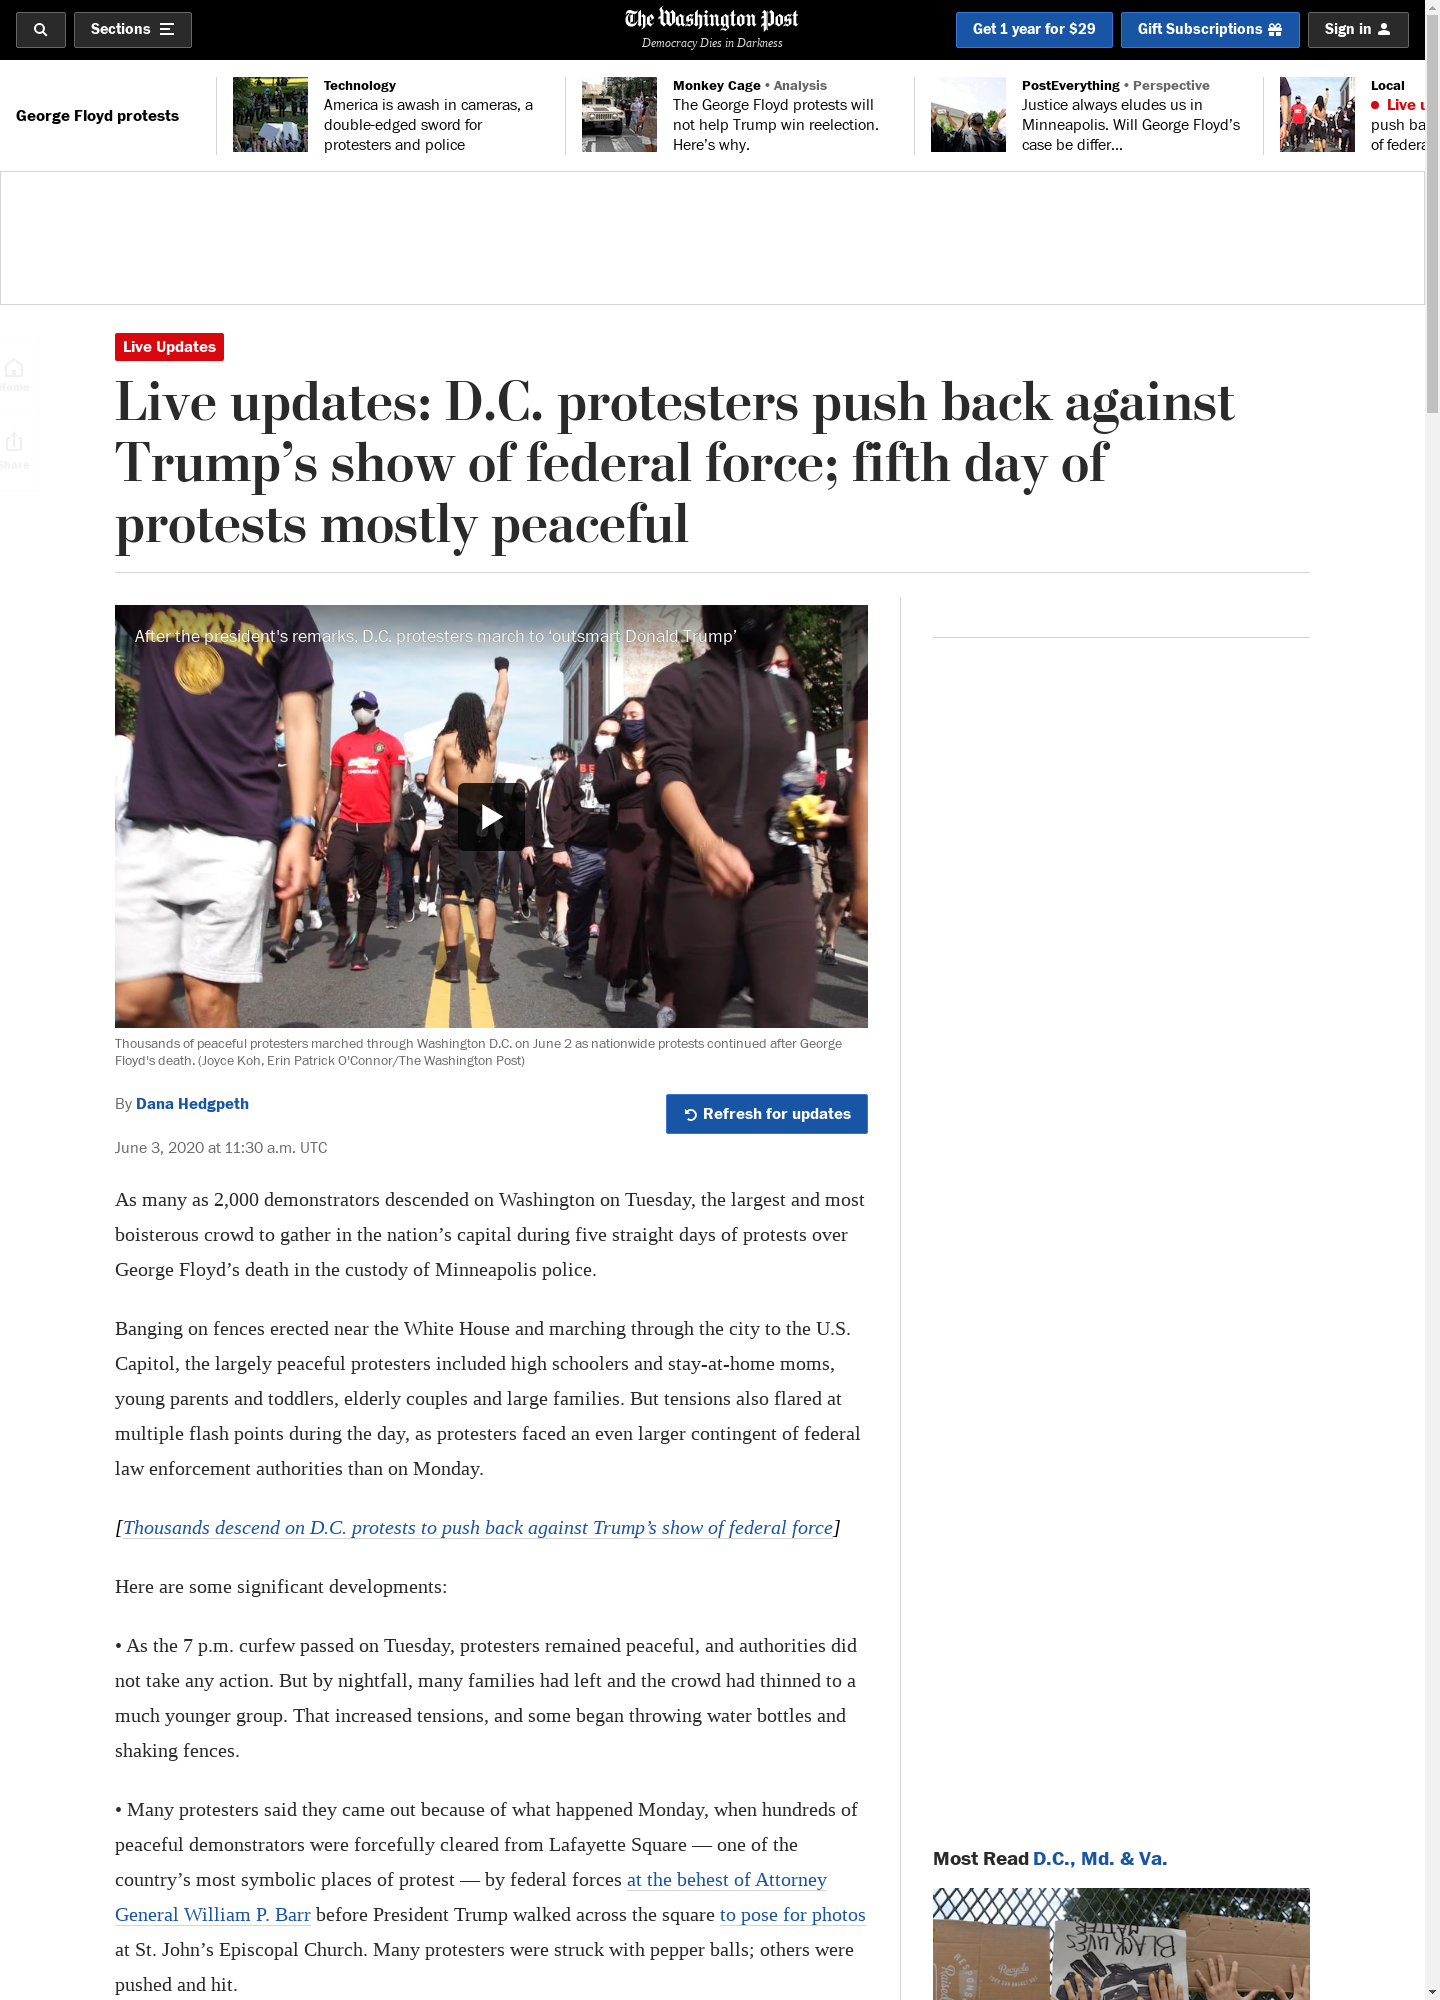 Sections
The Washington Post
Democracy Dies in Darkness
Get 1 year for $29
Gift Subscriptions
Sign in
George Floyd protests
Technology
America is awash in cameras, a
double-edged sword for
protesters and police
Monkey Cage • Analysis
The George Floyd protests will
not help Trump win reelection.
Here’s why.
PostEverything • Perspective
Justice always eludes us in
Minneapolis. Will George Floyd’s
case be differ...
Local
Live u
push ba
of federa
Home
Share
Live Updates
Live updates: D.C. protesters push back against
Trump’s show of federal force; fifth day of
protests mostly peaceful
After the president's remarks, D.C. protesters march to ‘outsmart Donald Trump’
CHEVROLET
Thousands of peaceful protesters marched through Washington D.C. on June 2 as nationwide protests continued after George
Floyd's death. (Joyce Koh, Erin Patrick O'Connor/The Washington Post)
By Dana Hedgpeth
Refresh for updates
June 3, 2020 at 11:30 a.m. UTC
As many as 2,000 demonstrators descended on Washington on Tuesday, the largest and most
boisterous crowd to gather in the nation’s capital during five straight days of protests over
George Floyd’s death in the custody of Minneapolis police.
Banging on fences erected near the White House and marching through the city to the U.S.
Capitol, the largely peaceful protesters included high schoolers and stay-at-home moms,
young parents and toddlers, elderly couples and large families. But tensions also flared at
multiple flash points during the day, as protesters faced an even larger contingent of federal
law enforcement authorities than on Monday.
[Thousands descend on D.C. protests to push back against Trump’s show of federal force]
Here are some significant developments:
• As the 7 p.m. curfew passed on Tuesday, protesters remained peaceful, and authorities did
not take any action. But by nightfall, many families had left and the crowd had thinned to a
much younger group. That increased tensions, and some began throwing water bottles and
shaking fences.
• Many protesters said they came out because of what happened Monday, when hundreds of
peaceful demonstrators were forcefully cleared from Lafayette Square — one of the
country’s most symbolic places of protest — by federal forces at the behest of Attorney
General William P. Barr before President Trump walked across the square to pose for photos
at St. John’s Episcopal Church. Many protesters were struck with pepper balls; others were
pushed and hit.
Most Read D.C., Md. & Va.
BLACK LIVES
MATTER
Recycle